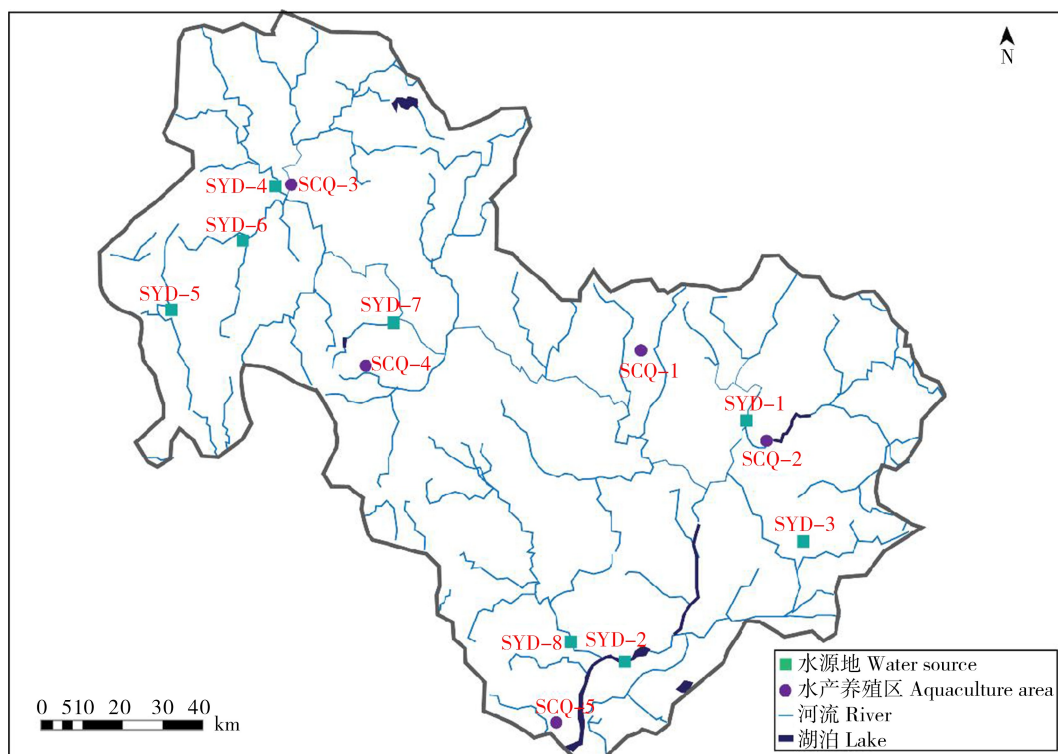 N
SYD-4
SCQ-3
SYD-6
SYD-5
SYD-7
SCQ-4
SCQ-1
SYD-1
SCQ-2
SYD-3
SYD-8
SYD-2
SCQ-5
水源地 Water source
水产养殖区 Aquaculture area
河流 River
湖泊 Lake
0 510 20 30 40
km